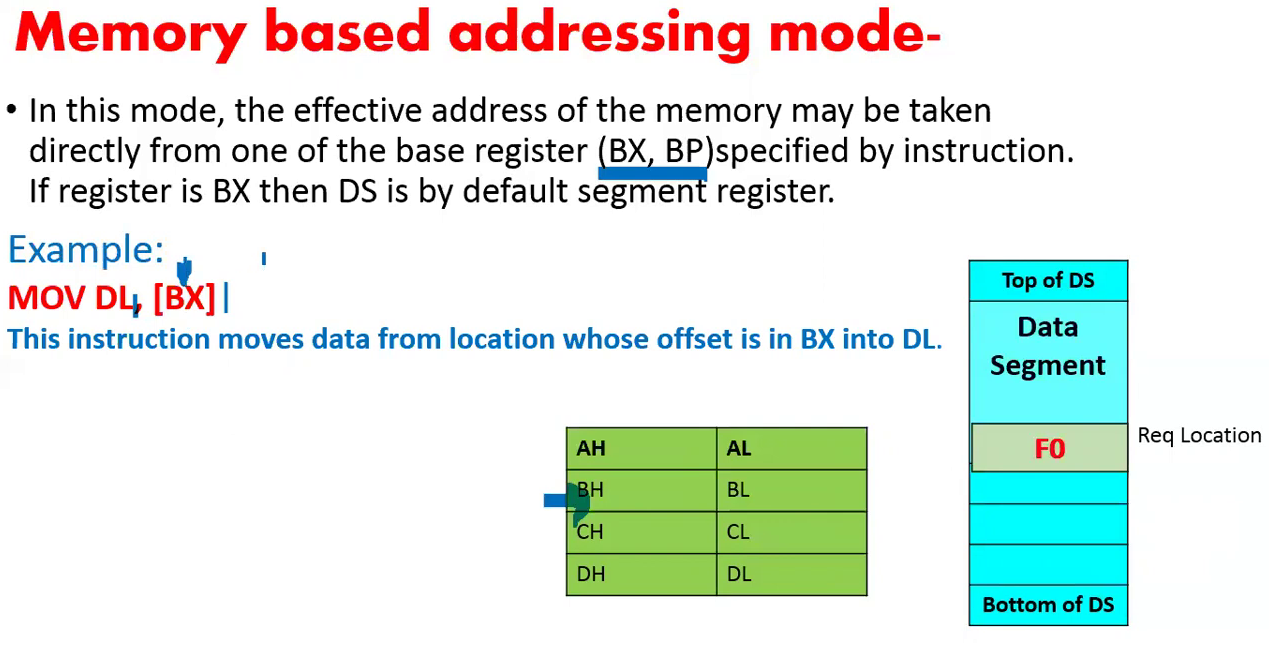 Memory based addressing mode-
• In this mode, the effective address of the memory may be taken
directly from one of the base register (BX, BP)specified by instruction.
If register is BX then DS is by default segment register.
Example:
MOV DL, [BX]
This instruction moves data from location whose offset is in BX into DL.
Top of DS
Data
Segment
F0
Req Location
Bottom of DS
AH AL
BH BL
CH CL
DH DL